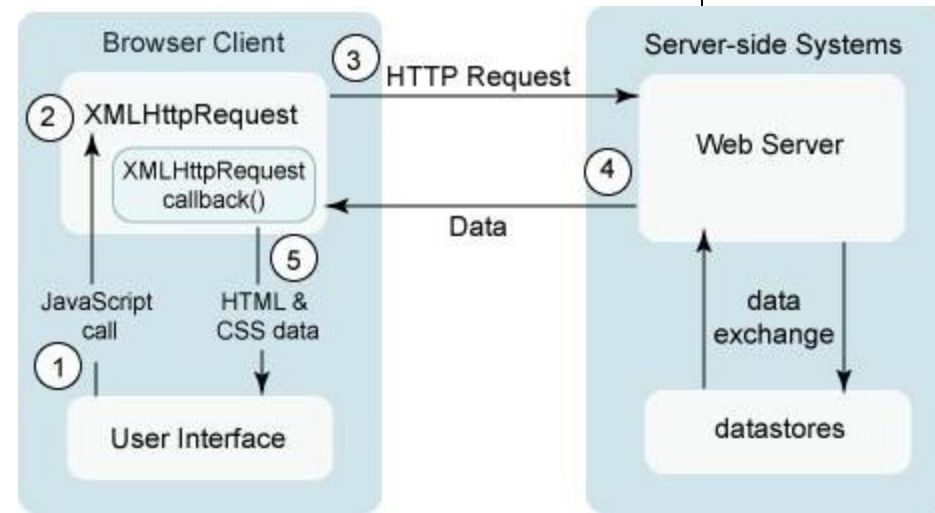 Browser Client
Server-side Systems
3
HTTP Request
2
XMLHttpRequest
Web Server
XMLHttpRequest
callback()
4
Data
5
JavaScript
call
HTML &
CSS data
data
exchange
1
User Interface
datastores